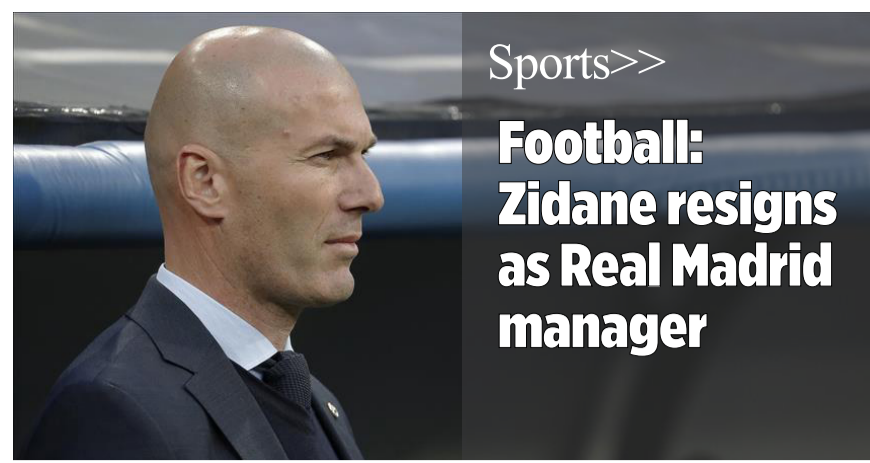 Sports>>
Football:
Zidane resigns
as Real Madrid
manager